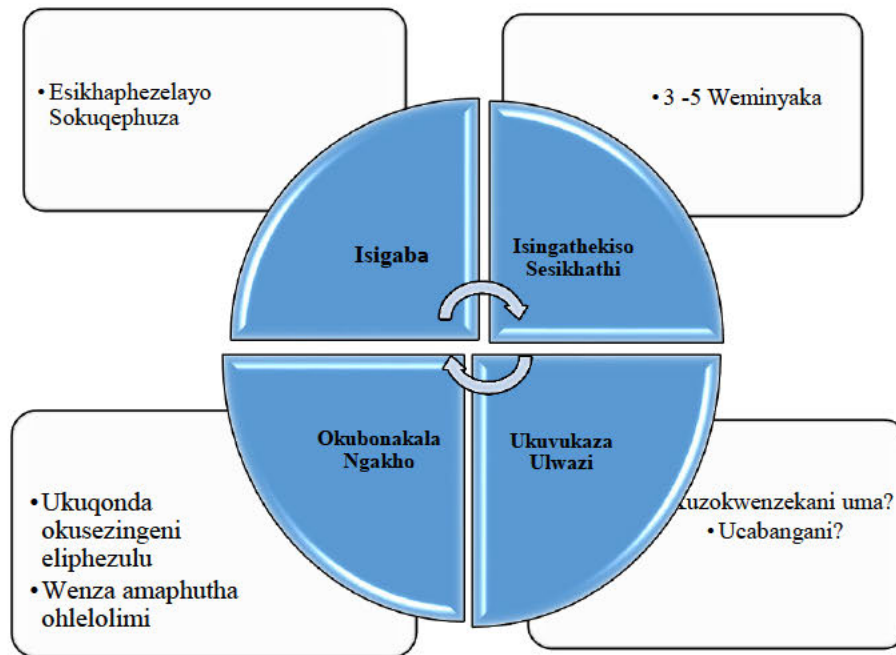 • Esikhaphezelayo
Sokuqephuza
• 3 -5 Weminyaka
Isigaba
Isingathekiso
Sesikhathi
Okubonakala
Ngakho
Ukuvukaza
Ulwazi
• Ukuqonda
okusezingeni
eliphezulu
• Wenza amaphutha
ohlelolimi
uma?
• Ucabangani?